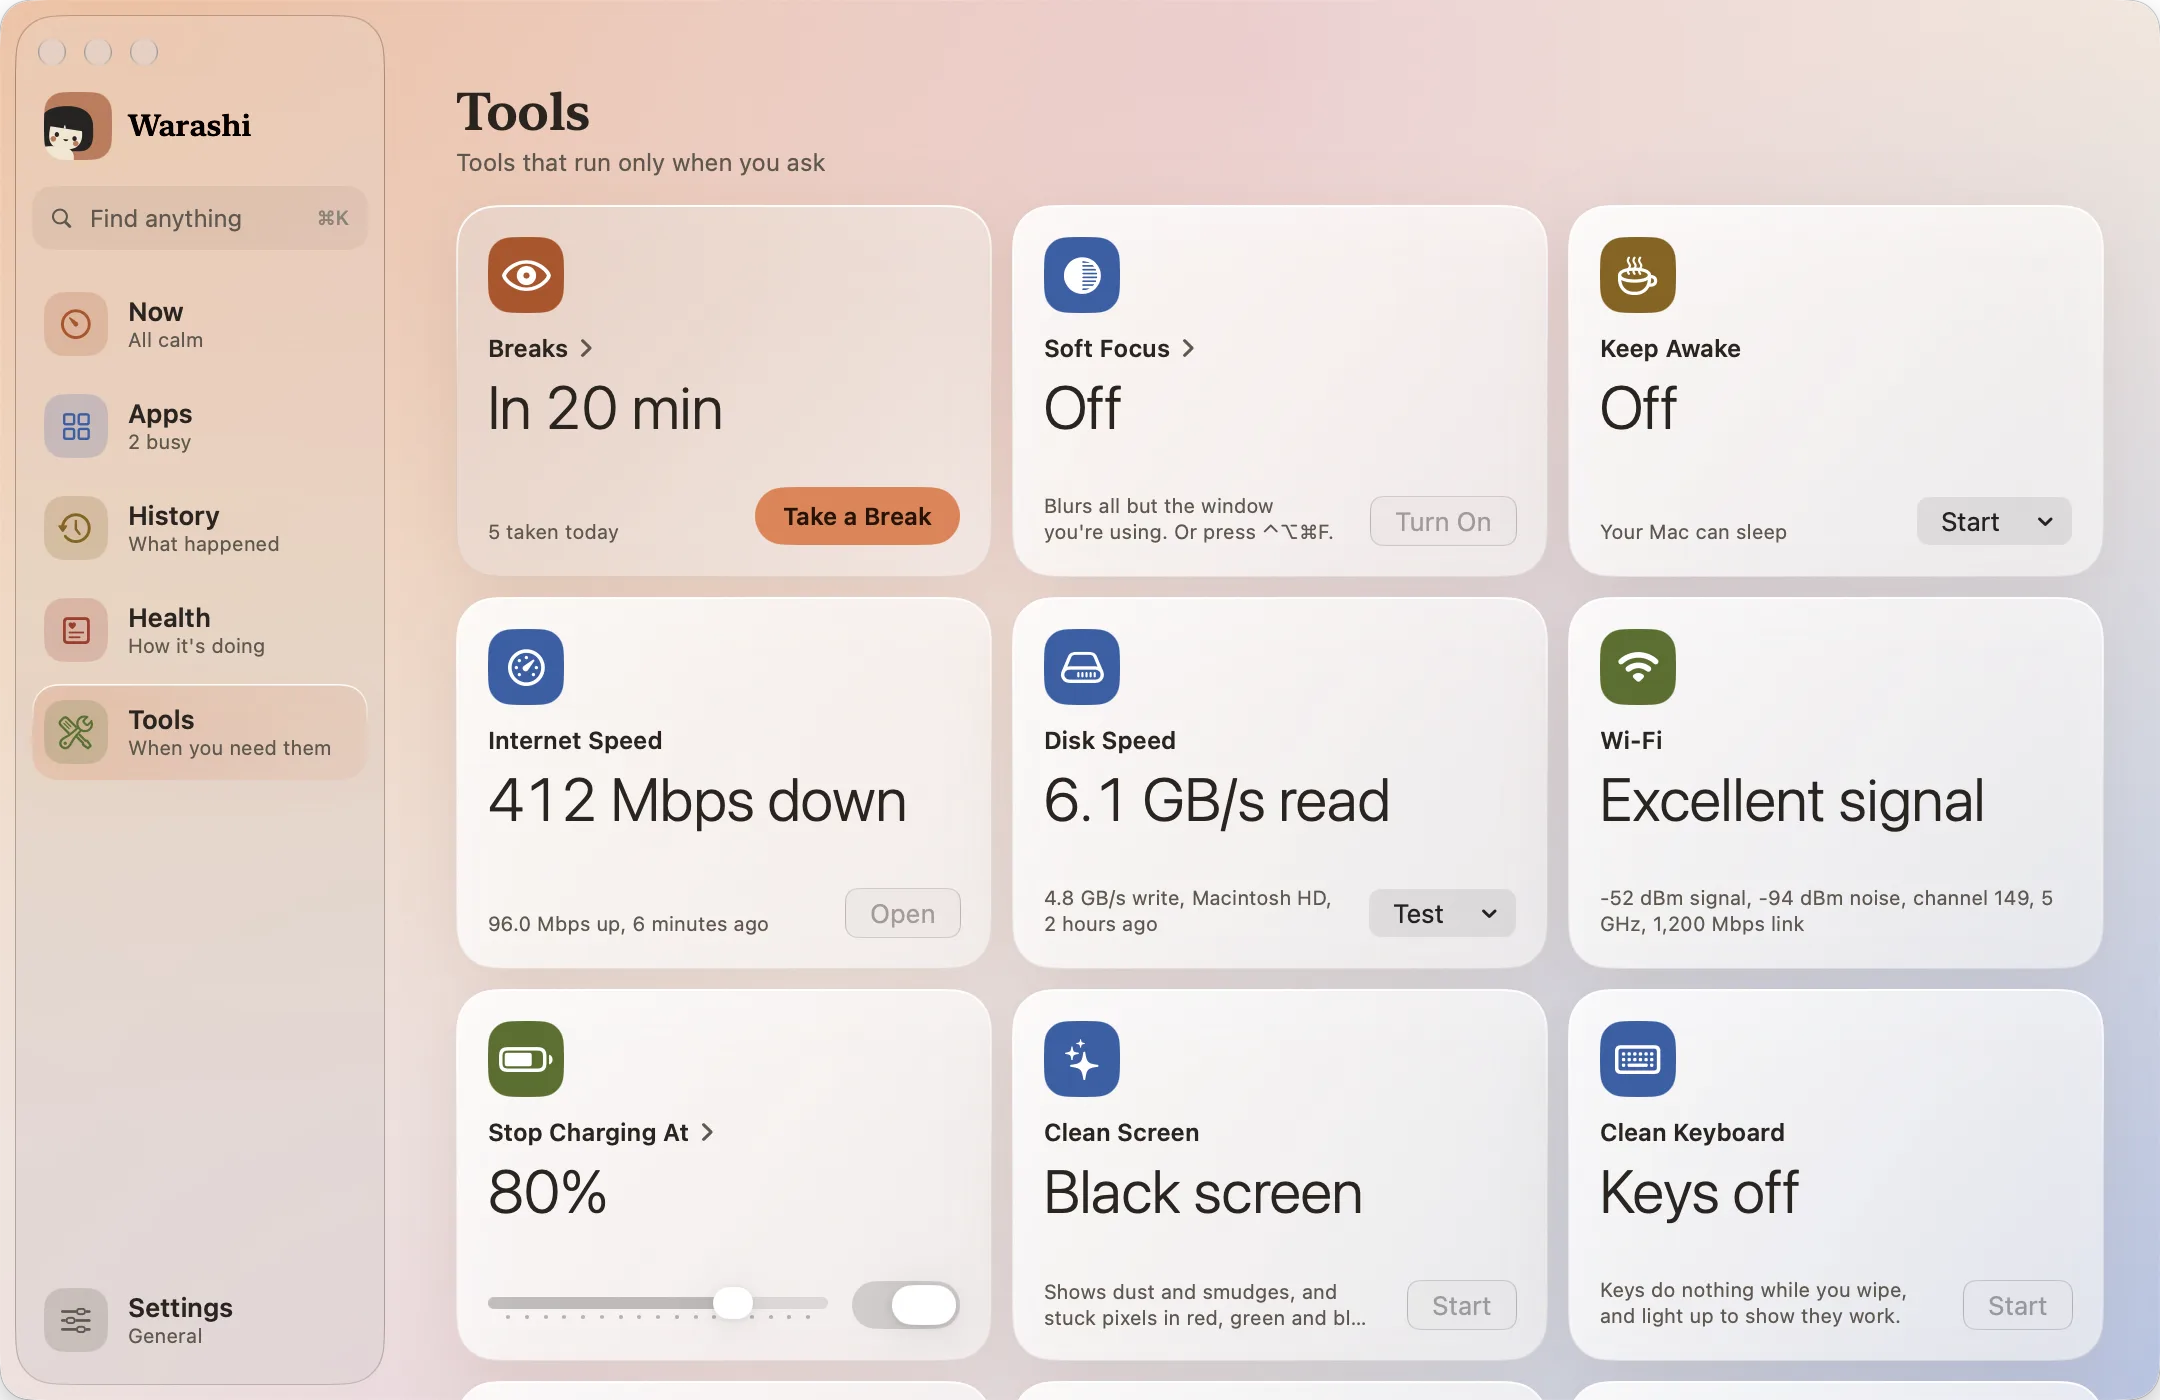 Warashi
Find anything ⌘K
Now
All calm
Apps
2 busy
History
What happened
Health
How it's doing
Tools
When you need them
Settings
General
Tools
Tools that run only when you ask
Breaks
In 20 min
5 taken today
Take a Break
Soft Focus
Off
Blurs all but the window
you're using. Or press ^⌥⌘F.
Turn On
Keep Awake
Off
Your Mac can sleep
Start
Internet Speed
412 Mbps down
96.0 Mbps up, 6 minutes ago
Open
Disk Speed
6.1 GB/s read
4.8 GB/s write, Macintosh HD,
2 hours ago
Test
Wi-Fi
Excellent signal
-52 dBm signal, -94 dBm noise, channel 149, 5
GHz, 1,200 Mbps link
Stop Charging At
80%
Clean Screen
Black screen
Shows dust and smudges, and
stuck pixels in red, green and bl...
Start
Clean Keyboard
Keys off
Keys do nothing while you wipe,
and light up to show they work.
Start